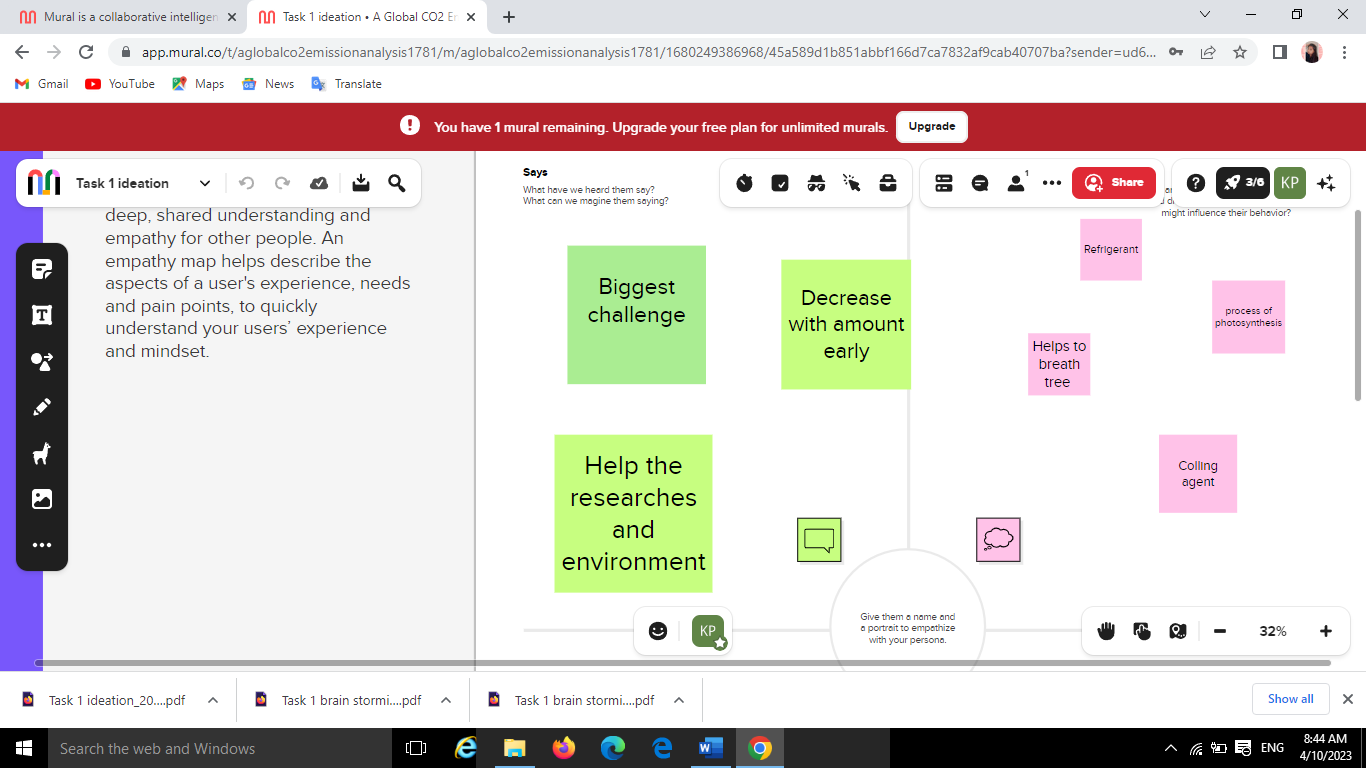 Mural is a collaborative intelligen
Task 1 ideation • A Global CO2 En
app.mural.co/t/aglobalco2emissionanalysis1781/m/aglobalco2emissionanalysis1781/1680249386968/45a589d1b851abbf166d7ca7832af9cab40707ba?sender=ud6...
Gmail
YouTube
Maps
News
Translate
You have 1 mural remaining. Upgrade your free plan for unlimited murals.
Upgrade
Task 1 ideation
Share
3/6
KP
1
deep, shared understanding and
empathy for other people. An
empathy map helps describe the
aspects of a user's experience, needs
and pain points, to quickly
understand your users' experience
and mindset.
Says
What have we heard them say?
What can we magine them saying?
might influence their behavior?
Biggest
challenge
Decrease
with amount
early
Help the
researches
and
environment
Refrigerant
process of
photosynthesis
Helps to
breath
tree
Colling
agent
Give them a name and
a portrait to empathize
with your persona.
KP
32%
Task 1 ideation_20....pdf
Task 1 brain stormi....pdf
Task 1 brain stormi....pdf
Show all
Search the web and Windows
ENG
8:44 AM
4/10/2023